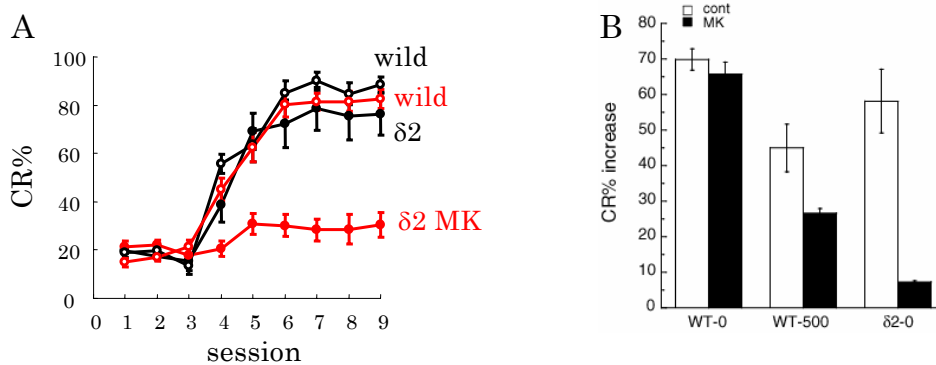 A
CR%
100
80
60
40
20
0
wild
wild
δ2
δ2 MK
0 1 2 3 4 5 6 7 8 9
session
B
cont
MK
CR% increase
80
70
60
50
40
30
20
10
0
WT-0 WT-500 δ2-0